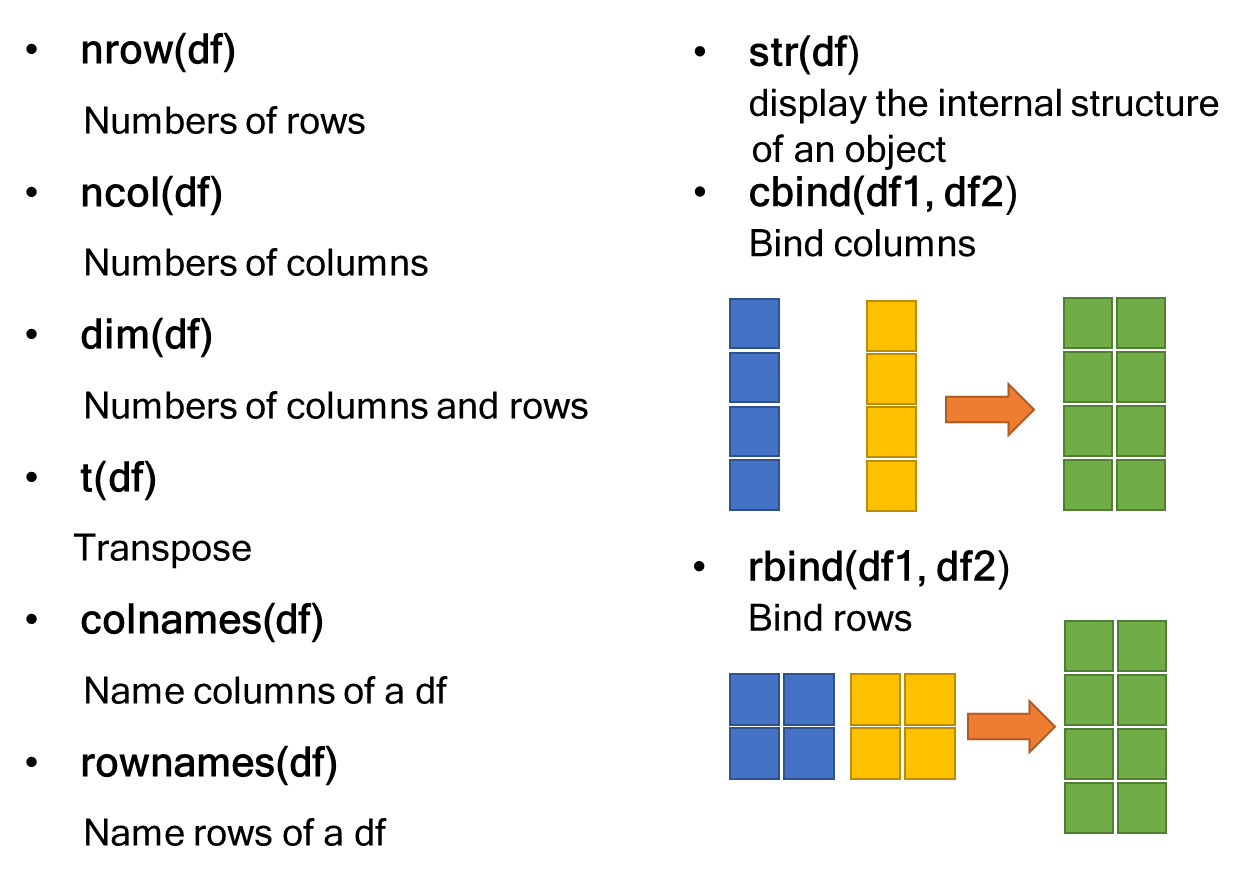 • nrow(df)
Numbers of rows
• ncol(df)
Numbers of columns
• dim(df)
Numbers of columns and rows
• t(df)
Transpose
• colnames(df)
Name columns of a df
• rownames(df)
Name rows of a df
• str(df)
display the internal structure
of an object
• cbind(df1, df2)
Bind columns
• rbind(df1, df2)
Bind rows